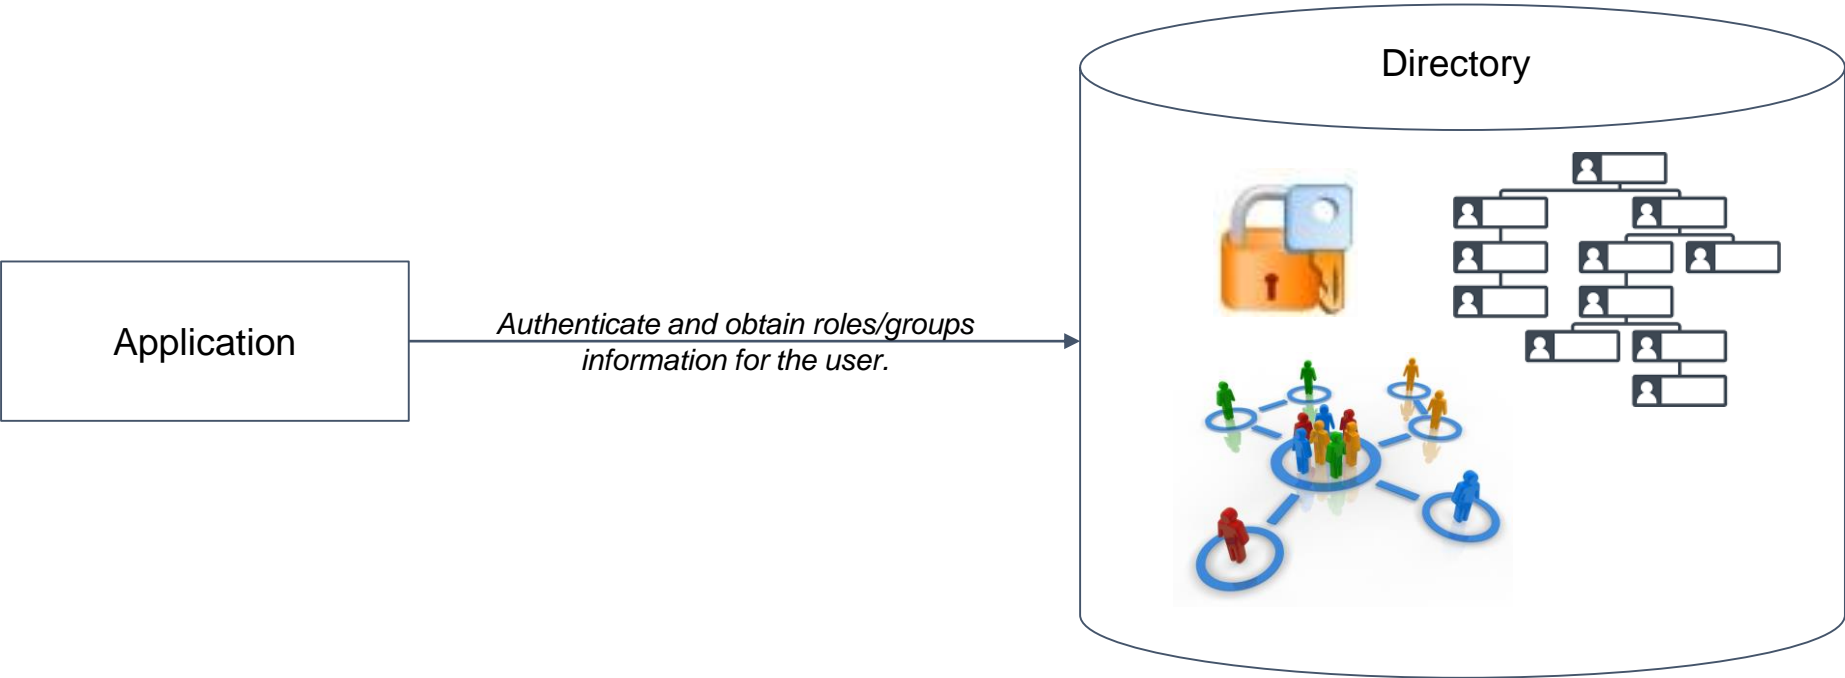 Directory
Application
Authenticate and obtain roles/groups
information for the user.